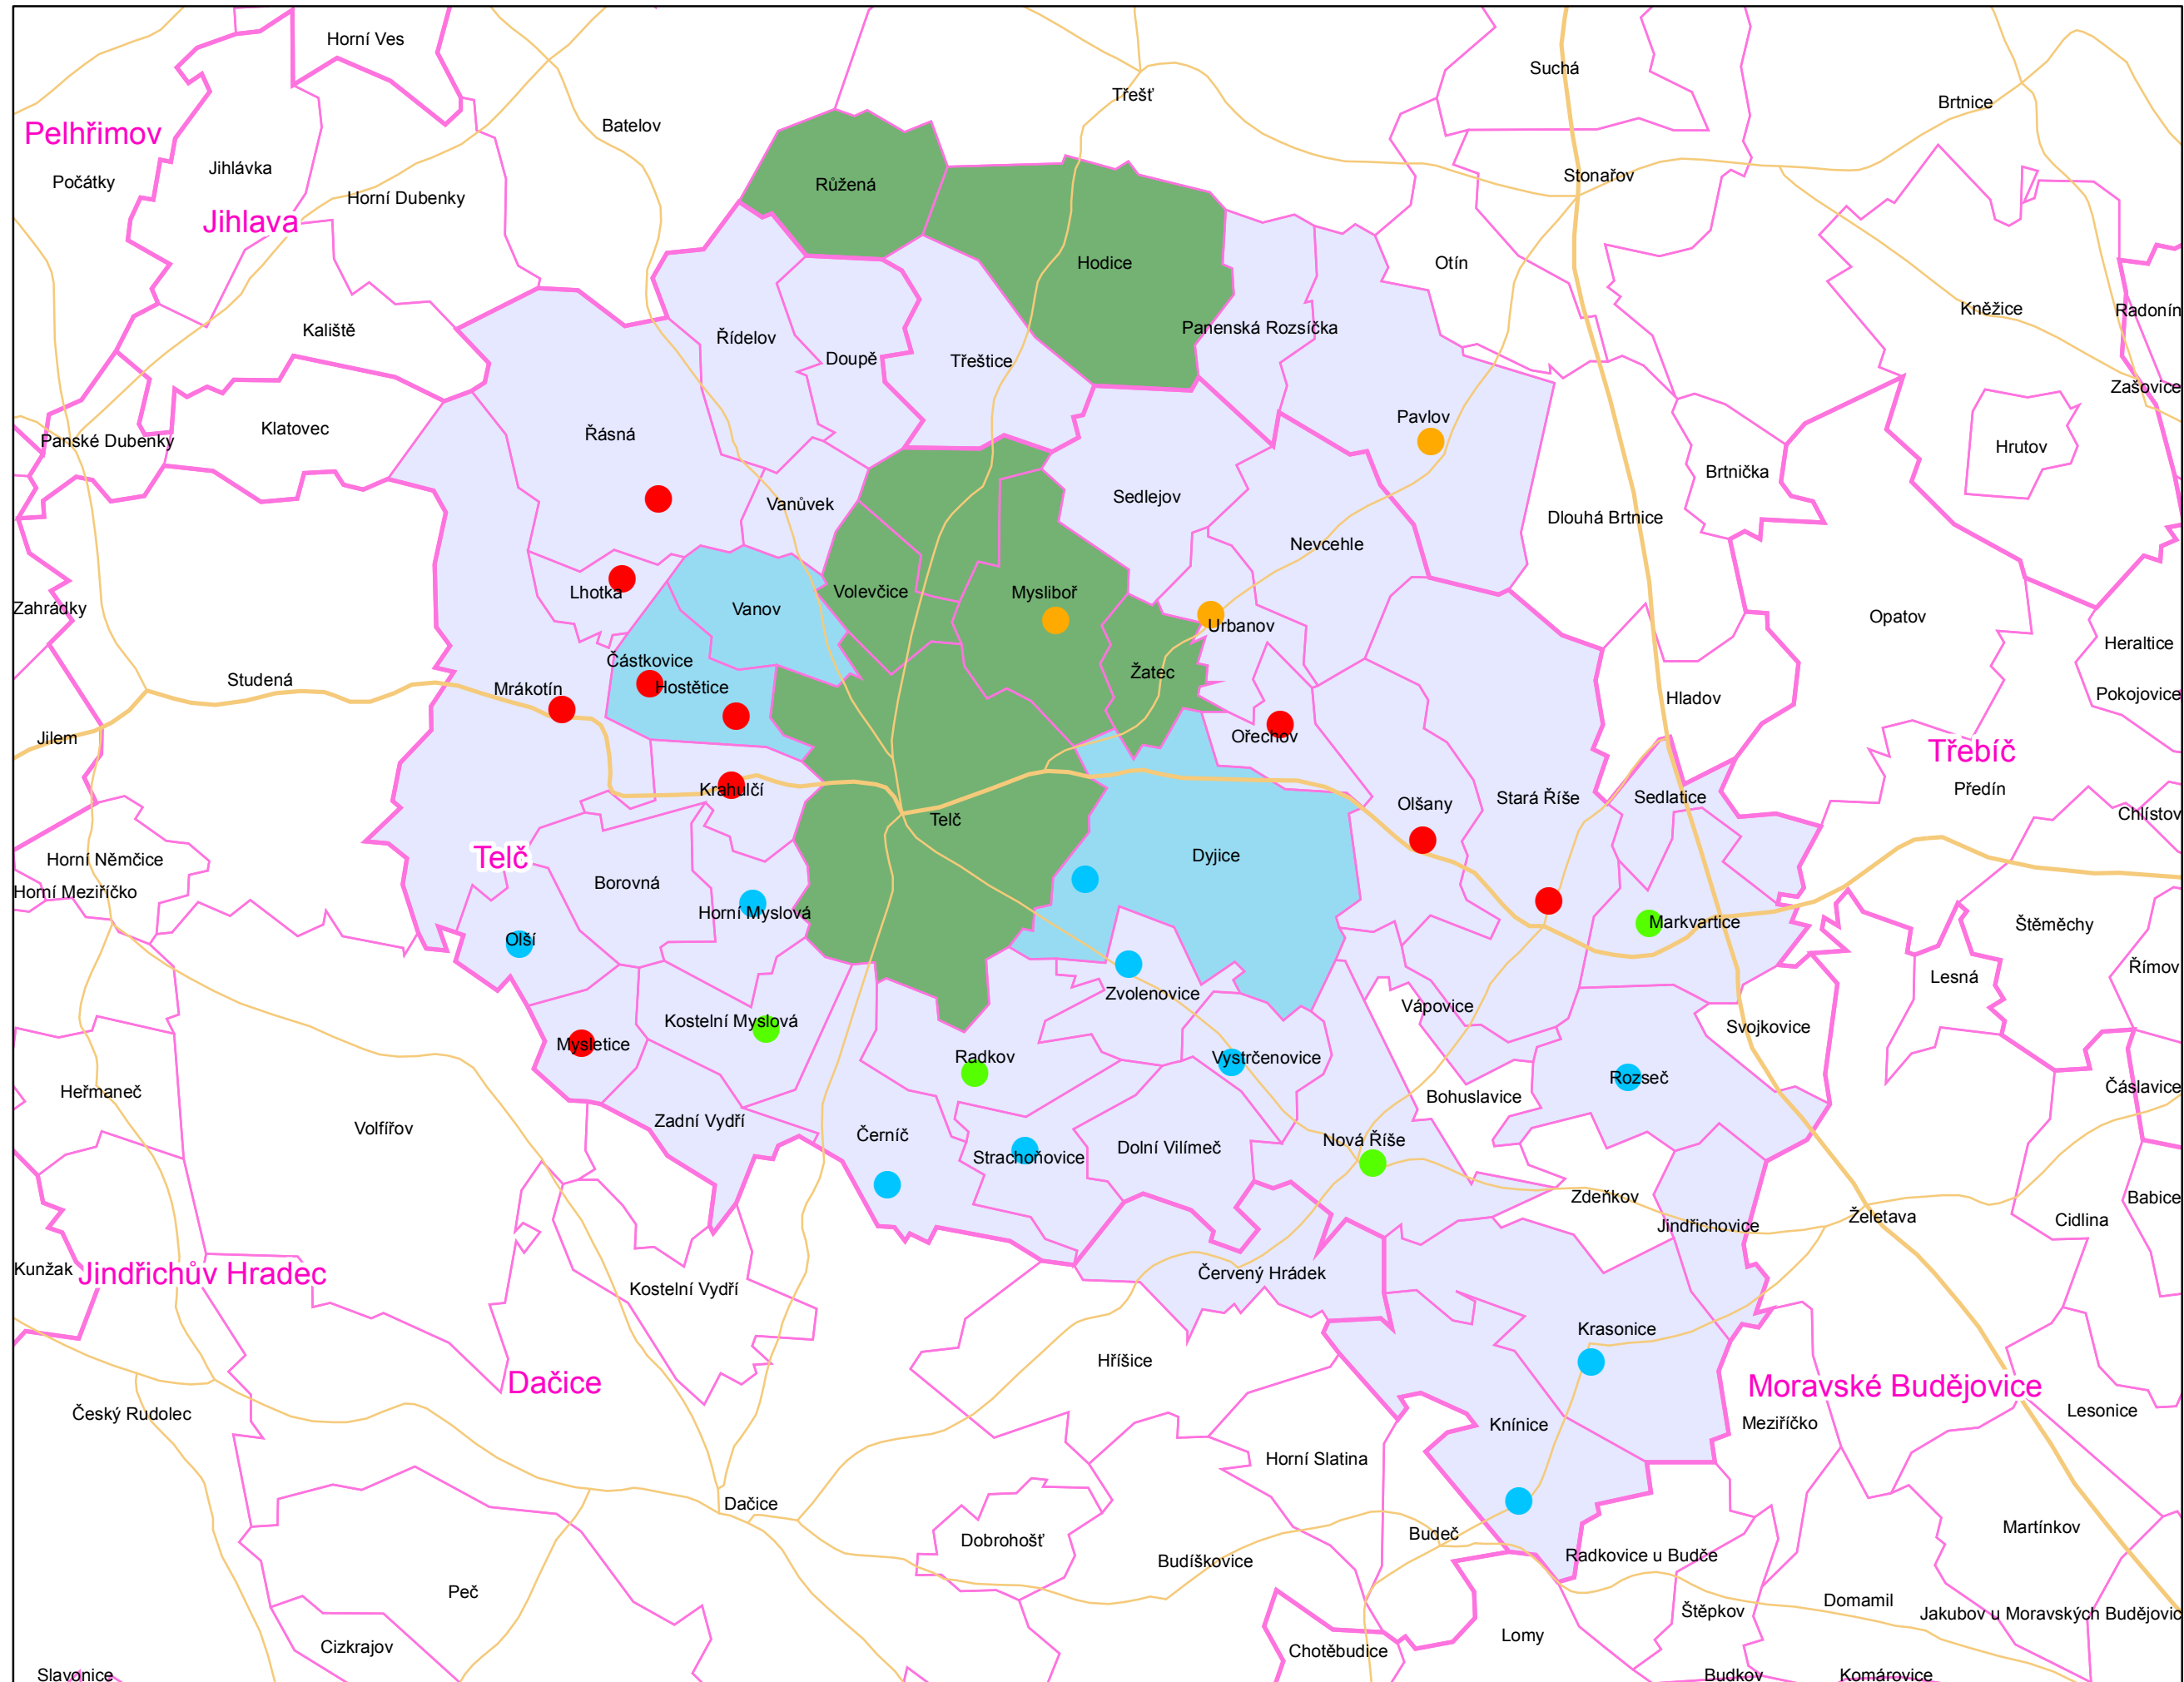 Horní Ves
Suchá
Třešť
Brtnice
Batelov
Pelhřimov
Jihlávka
Počátky
Růžená
Stonařov
Horní Dubenky
Jihlava
Hodice
Otín
Kněžice
Radonín
Kaliště
Řídelov
Panenská Rozsíčka
Doupě
Třeštice
Zašovice
Pavlov
Klatovec
Řásná
Panské Dubenky
Hrutov
Brtnička
Sedlejov
Vanůvek
Dlouhá Brtnice
Nevcehle
Lhotka
Volevčice
Mysliboř
Zahrádky
Vanov
Opatov
Urbanov
Heraltice
Částkovice
Žatec
Studená
Mrákotín
Hostětice
Hladov
Pokojovice
Jilem
Ořechov
Třebíč
Krahulčí
Předín
Olšany
Stará Říše
Sedlatice
Chlístov
Telč
Telč
Dyjice
Horní Němčice
Borovná
Horní Meziříčko
Horní Myslová
Markvartice
Štěměchy
Olší
Římov
Lesná
Zvolenovice
Vápovice
Kostelní Myslová
Svojkovice
Mysletice
Radkov
Vystrčenovice
Rozseč
Heřmaneč
Čáslavice
Bohuslavice
Volfířov
Zadní Vydří
Černíč
Nová Říše
Dolní Vilímeč
Strachoňovice
Zdeňkov
Babice
Jindřichovice
Želetava
Cidlina
Kunžak
Jindřichův Hradec
Červený Hrádek
Kostelní Vydří
Krasonice
Hříšice
Dačice
Moravské Budějovice
Český Rudolec
Lesonice
Knínice
Meziříčko
Horní Slatina
Dačice
Martínkov
Budeč
Dobrohošť
Radkovice u Budče
Budíškovice
Peč
Domamil
Štěpkov
Jakubov u Moravských Budějovic
Lomy
Cizkrajov
Chotěbudice
Slavonice
Budkov
Komárovice